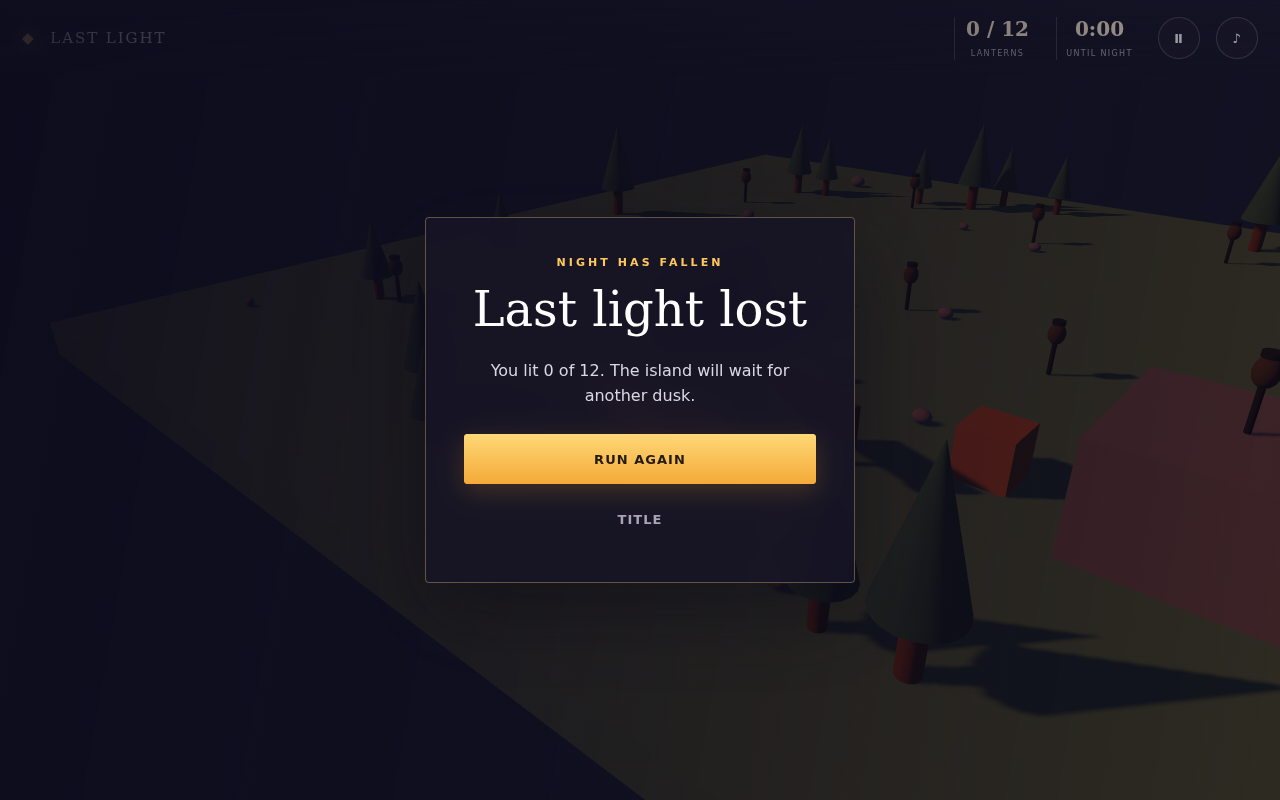 LAST LIGHT
0 / 12
LANTERNS
0:00
UNTIL NIGHT
NIGHT HAS FALLEN
Last light lost
You lit 0 of 12. The island will wait for
another dusk.
RUN AGAIN
TITLE